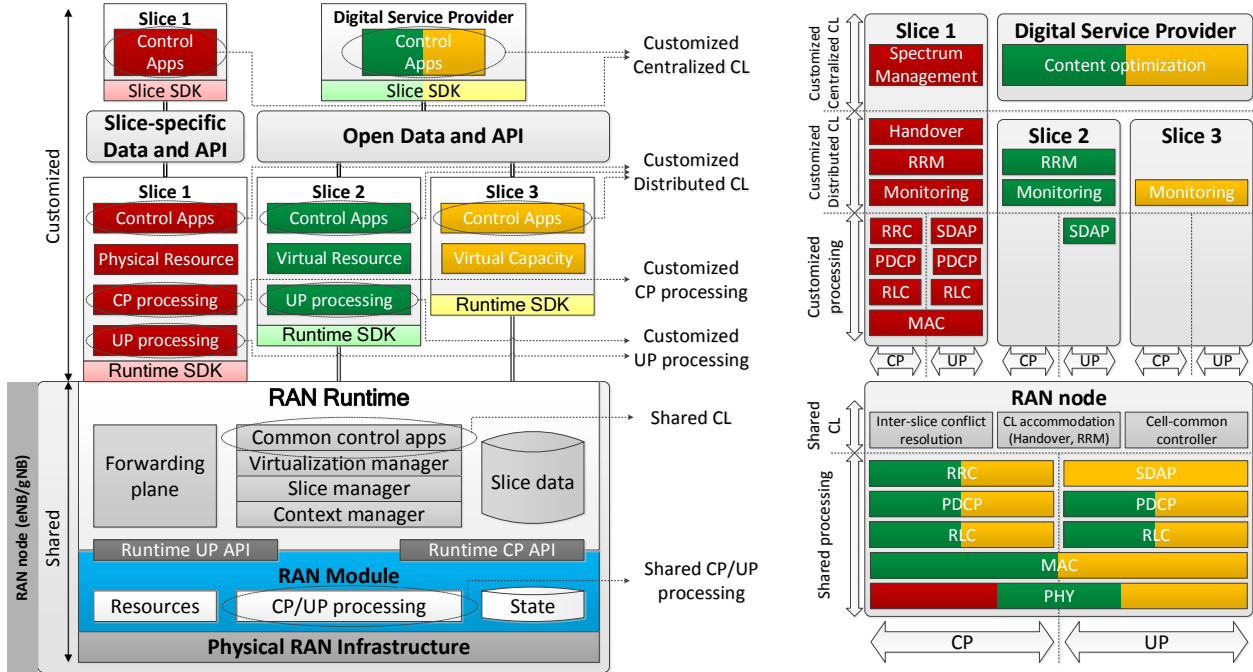 Slice 1
Control
Apps
Slice SDK
Digital Service Provider
Control
Apps
Slice SDK
Customized
Centralized CL
Slice-specific
Data and API
Open Data and API
Customized
Distributed CL
Customized
Slice 1
Control Apps
Physical Resource
CP processing
UP processing
Runtime SDK
Slice 2
Control Apps
Virtual Resource
UP processing
Runtime SDK
Slice 3
Control Apps
Virtual Capacity
Runtime SDK
Customized
CP processing
Customized
UP processing
RAN node (eNB/gNB)
Shared
RAN Runtime
Forwarding
plane
Common control apps
Virtualization manager
Slice manager
Context manager
Slice data
Shared CL
Runtime UP API
Runtime CP API
RAN Module
Resources
CP/UP processing
State
Shared CP/UP
processing
Physical RAN Infrastructure
Customized
Centralized CL
Slice 1
Spectrum
Management
Digital Service Provider
Content optimization
Customized
Distributed CL
Handover
RRM
Monitoring
Slice 2
RRM
Monitoring
Slice 3
Monitoring
Customized
processing
RRC
SDAP
PDCP
PDCP
RLC
RLC
MAC
SDAP
CP
UP
CP
UP
CP
UP
RAN node
Shared
CL
Inter-slice conflict
resolution
CL accommodation
(Handover, RRM)
Cell-common
controller
Shared processing
RRC
SDAP
PDCP
PDCP
RLC
RLC
MAC
PHY
CP
UP